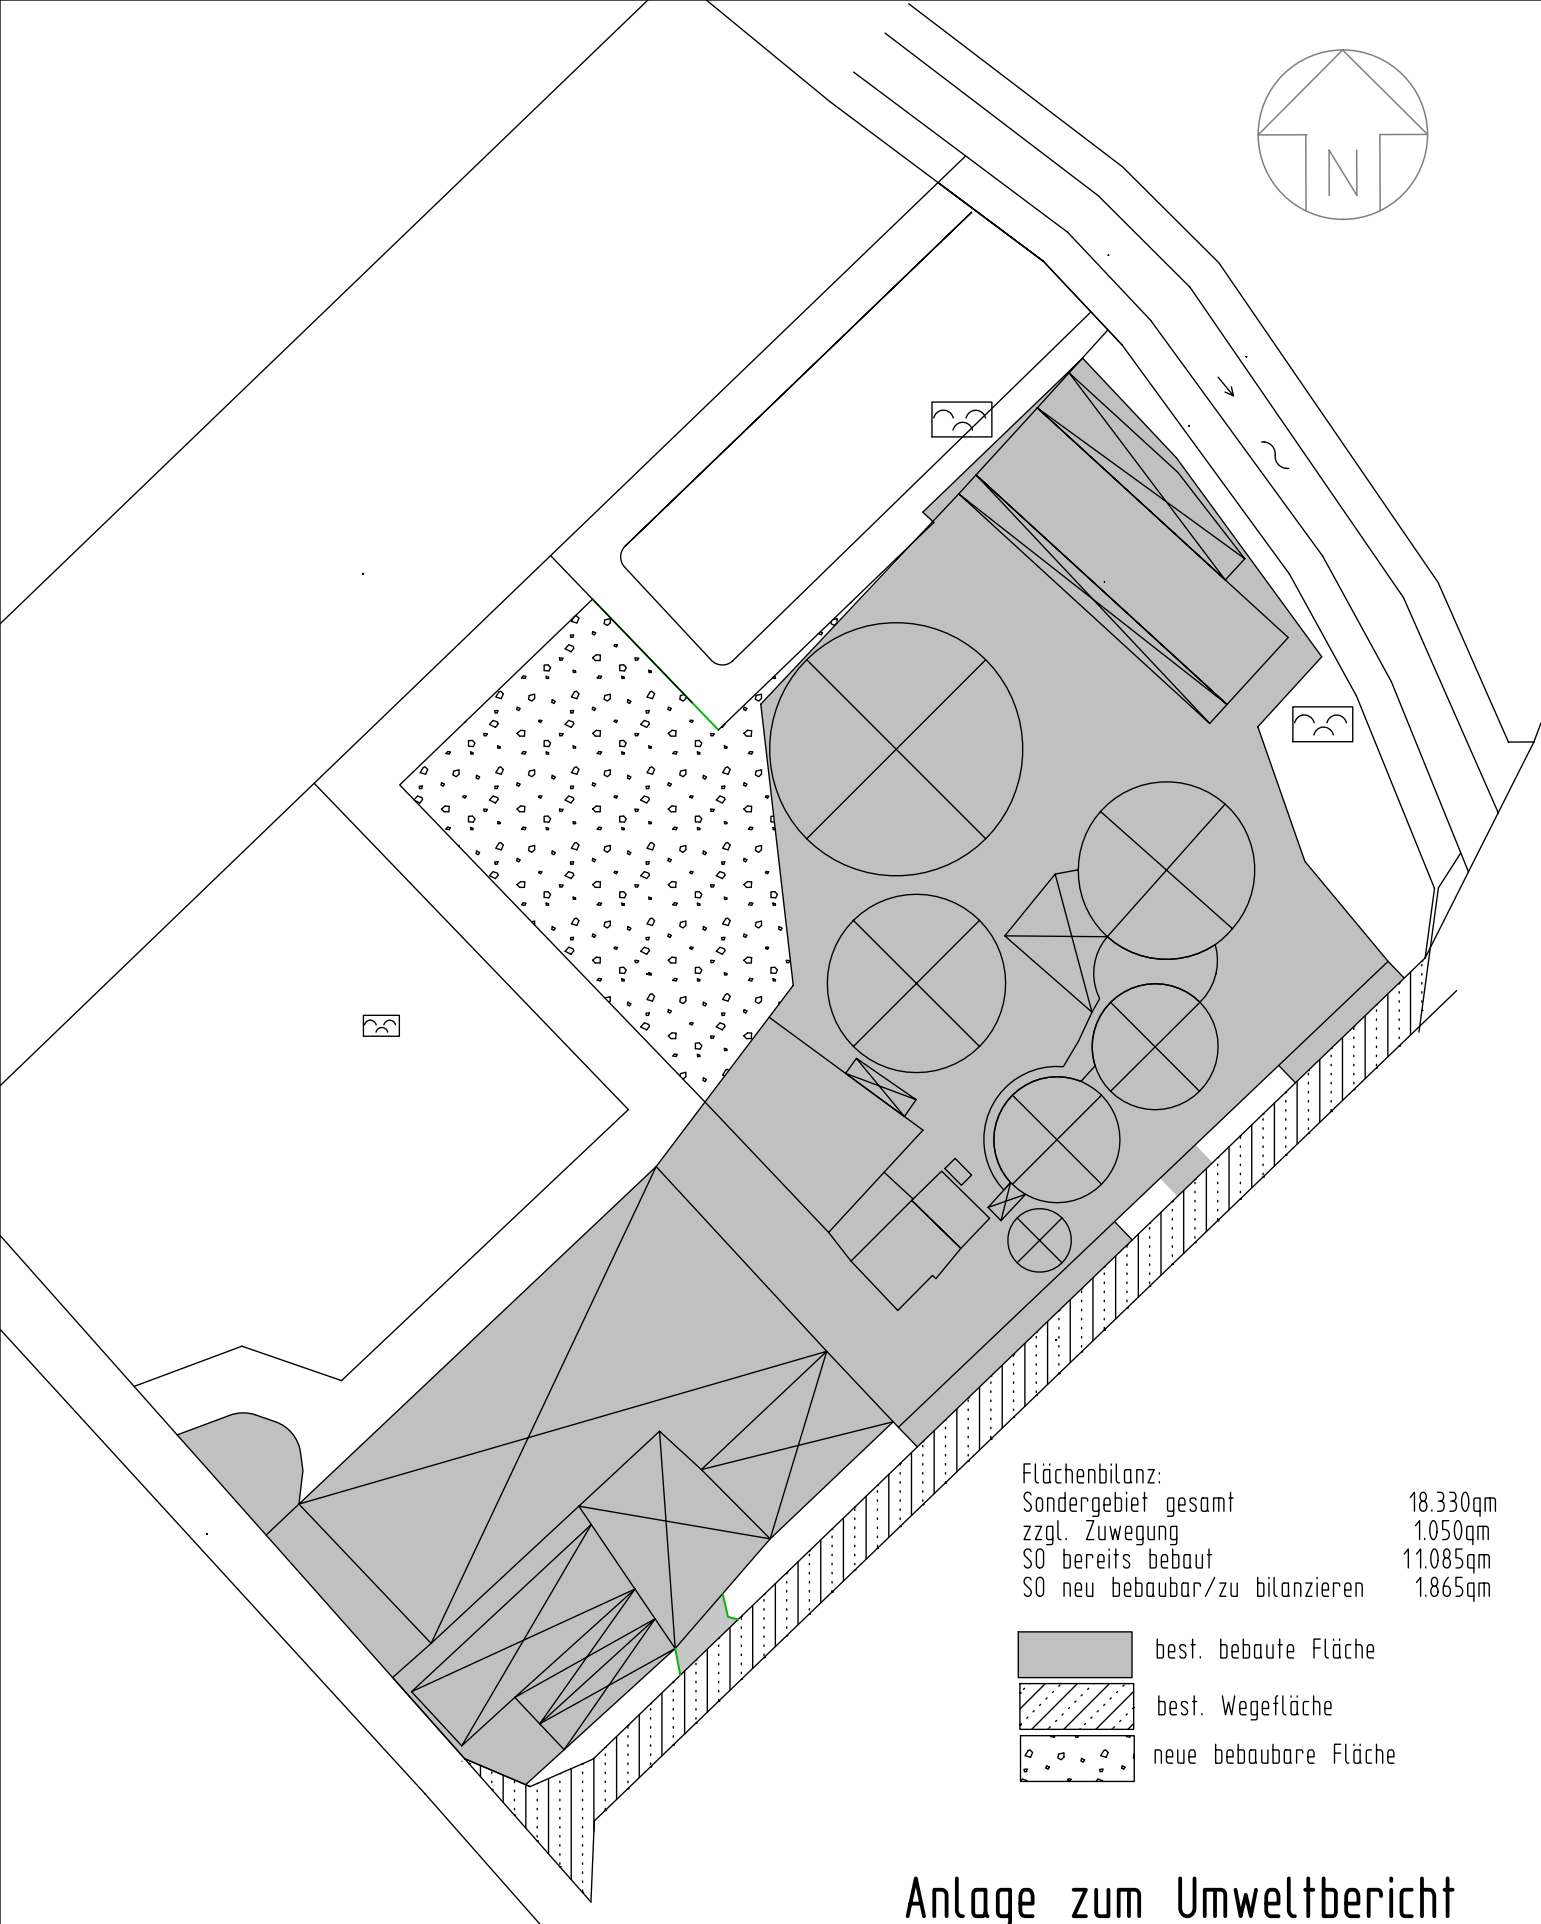 N
Flächenbilanz:
Sondergebiet gesamt 18.330qm
zzgl. Zuwegung 1.050qm
SO bereits bebaut 11.085qm
SO neu bebaubar/zu bilanzieren 1.865qm
best. bebaute Fläche
best. Wegefläche
neue bebaubare Fläche
Anlage zum Umweltbericht